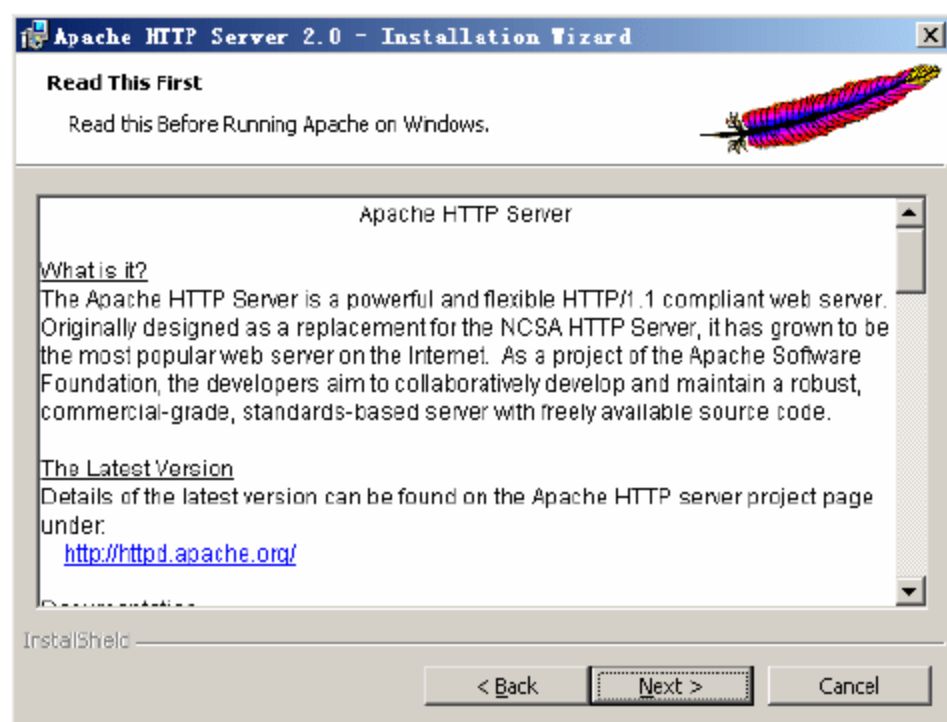 Apache HTTP Server 2.0 - Installation Wizard
Read This First
Read this Before Running Apache on Windows.
Apache HTTP Server
What is it?
The Apache HTTP Server is a powerful and flexible HTTP/1.1 compliant web server.
Originally designed as a replacement for the NCSA HTTP Server, it has grown to be
the most popular web server on the Internet. As a project of the Apache Software
Foundation, the developers aim to collaboratively develop and maintain a robust,
commercial-grade, standards-based server with freely available source code.
The Latest Version
Details of the latest version can be found on the Apache HTTP server project page
under:
http://httpd.apache.org/
Documentation
InstallShield
< Back
Next >
Cancel